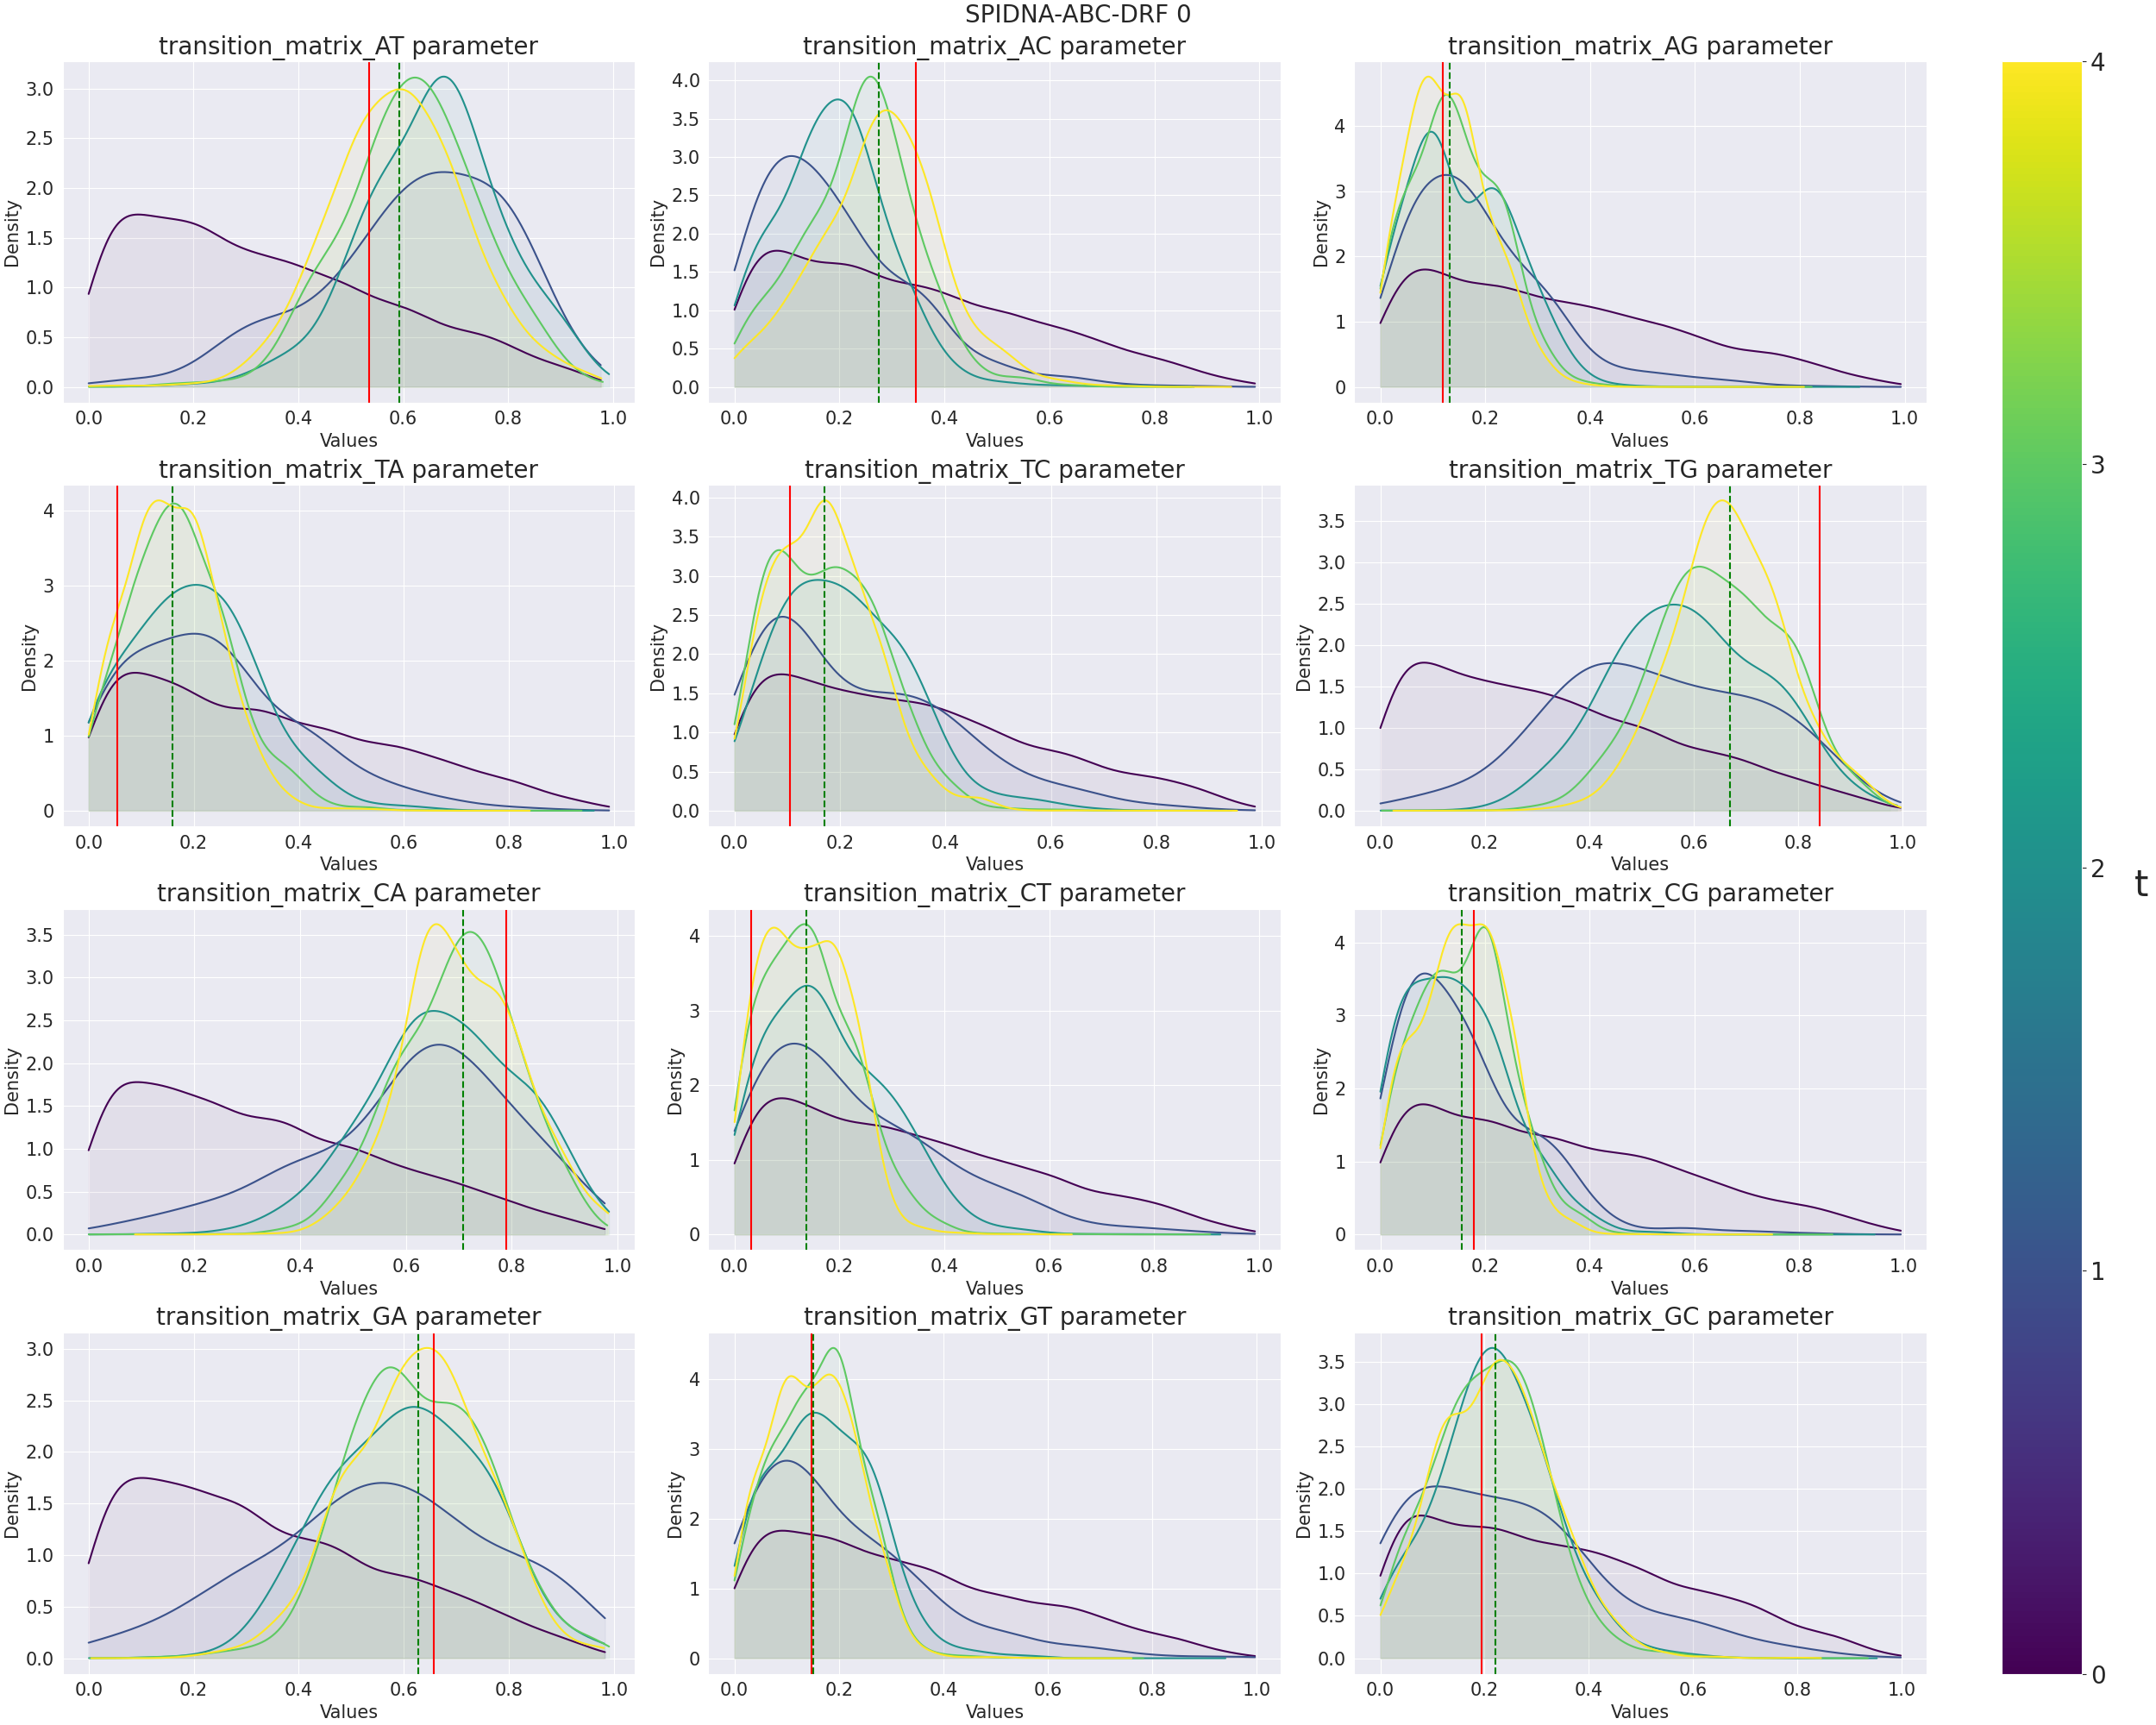 SPIDNA-ABC-DRF 0
transition_matrix_AT parameter
Density
3.0
2.5
2.0
1.5
1.0
0.5
0.0
0.0 0.2 0.4 0.6 0.8 1.0
Values
transition_matrix_AC parameter
Density
4.0
3.5
3.0
2.5
2.0
1.5
1.0
0.5
0.0
0.0 0.2 0.4 0.6 0.8 1.0
Values
transition_matrix_AG parameter
Density
4
3
2
1
0
0.0 0.2 0.4 0.6 0.8 1.0
Values
transition_matrix_TA parameter
Density
4
3
2
1
0
0.0 0.2 0.4 0.6 0.8 1.0
Values
transition_matrix_TC parameter
Density
4.0
3.5
3.0
2.5
2.0
1.5
1.0
0.5
0.0
0.0 0.2 0.4 0.6 0.8 1.0
Values
transition_matrix_TG parameter
Density
3.5
3.0
2.5
2.0
1.5
1.0
0.5
0.0
0.0 0.2 0.4 0.6 0.8 1.0
Values
transition_matrix_CA parameter
Density
3.5
3.0
2.5
2.0
1.5
1.0
0.5
0.0
0.0 0.2 0.4 0.6 0.8 1.0
Values
transition_matrix_CT parameter
Density
4
3
2
1
0
0.0 0.2 0.4 0.6 0.8 1.0
Values
transition_matrix_CG parameter
Density
4
3
2
1
0
0.0 0.2 0.4 0.6 0.8 1.0
Values
transition_matrix_GA parameter
Density
3.0
2.5
2.0
1.5
1.0
0.5
0.0
0.0 0.2 0.4 0.6 0.8 1.0
Values
transition_matrix_GT parameter
Density
4
3
2
1
0
0.0 0.2 0.4 0.6 0.8 1.0
Values
transition_matrix_GC parameter
Density
3.5
3.0
2.5
2.0
1.5
1.0
0.5
0.0
0.0 0.2 0.4 0.6 0.8 1.0
Values
4
3
2
1
0
t